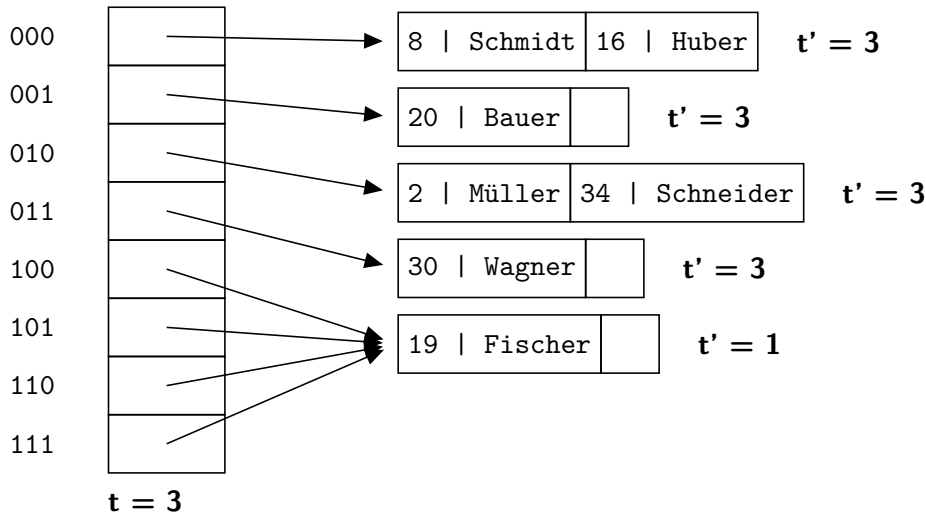 000
8 | Schmidt 16 | Huber t’ = 3
001
20 | Bauer t’ = 3
010
2 | Müller 34 | Schneider t’ = 3
011
30 | Wagner t’ = 3
100
101
19 | Fischer t’ = 1
110
111
t = 3